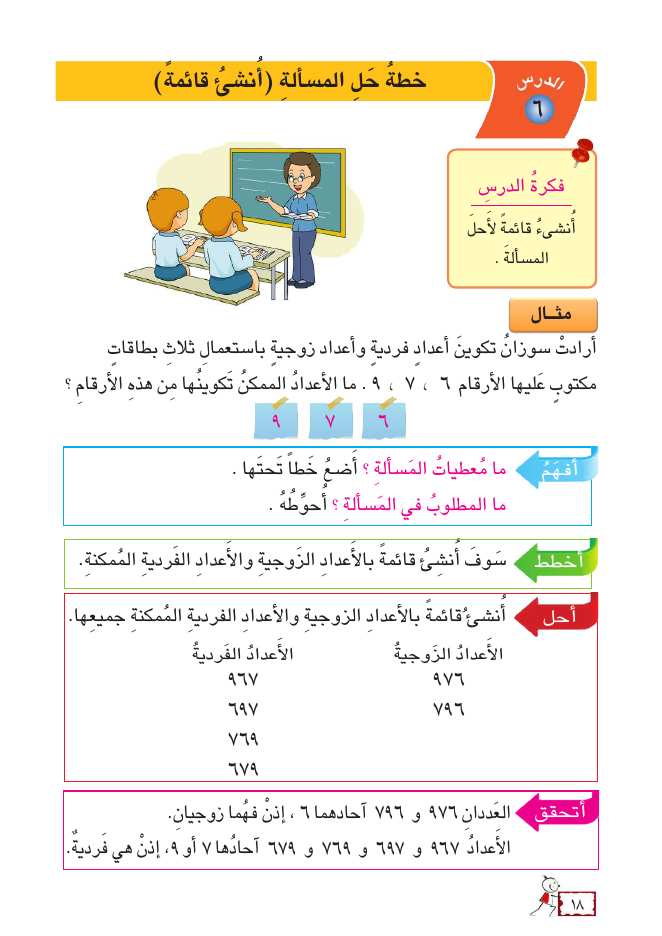 الدرس
٦
خطةُ حَلِ المسألةِ (أُنشئُ قائمةً)
فكرةُ الدرسِ
أُنشىءُ قائمةً لأَحلَ
المسألةَ .
مثـال
أرادتْ سوزانُ تكوينَ أعدادٍ فرديةٍ وأعداد زوجيةٍ باستعمالِ ثلاثِ بطاقاتٍ
مكتوبٍ عَليها الأرقام ٦ ، ٧ ، ٩ . ما الأعدادُ الممكنُ تَكوينُها مِن هذهِ الأرقامِ ؟
٩ ٧ ٦
أفهَمُ
ما مُعطياتُ المَسألةِ ؟ أَضعُ خَطاً تَحتَها .
ما المطلوبُ في المَسألةِ ؟ أُحوِّطُهُ .
أخطط
سَوفَ أُنشِئُ قائمةً بالأَعدادِ الزَوجيةِ والأَعدادِ الفَرديةِ المُمكنةِ.
أحل
أُنشئُ قائمةً بالأعدادِ الزوجيةِ والأعدادِ الفرديةِ المُمكنةِ جميعِها.
الأَعدادُ الزَوجيةُ الأَعدادُ الفَرديةُ
٩٧٦ ٩٦٧
٧٩٦ ٦٩٧
٧٦٩
٦٧٩
أتحقق
العَددانِ ٩٧٦ و ٧٩٦ آحادهما ٦ ، إذنْ فهُما زوجيانِ.
الأَعدادُ ٩٦٧ و ٦٩٧ و ٧٦٩ و ٦٧٩ آحادُها ٧ أو ٩، إذنْ هي فَرديةٌ.
١٨